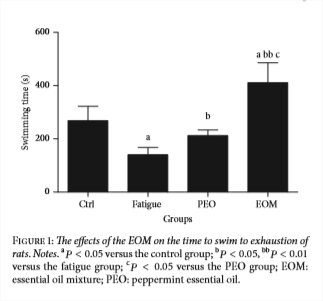 600
400
200
0
Swimming time (s)
a
b
a bb c
Ctrl
Fatigue
PEO
EOM
Groups
FIGURE 1: The effects of the EOM on the time to swim to exhaustion of
rats. Notes. aP < 0.05 versus the control group; bP < 0.05, bbP < 0.01
versus the fatigue group; cP < 0.05 versus the PEO group; EOM:
essential oil mixture; PEO: peppermint essential oil.